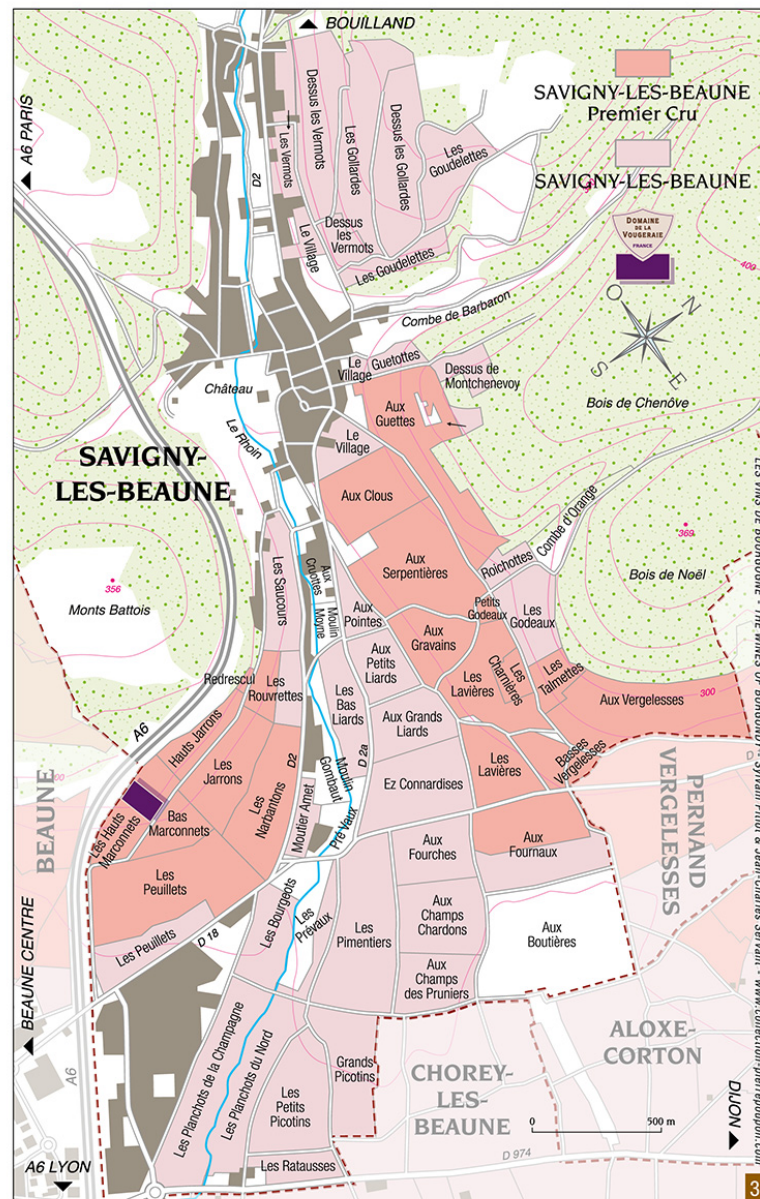 BOUILLAND
A6 PARIS
SAVIGNY-LES-BEAUNE
Premier Cru
SAVIGNY-LES-BEAUNE
DOMAINE
DE LA
VOUGERAIE
FRANCE
O
N
S
E
400
D2
Dessus les Vermots
Les Gollardes
Dessus les Gollardes
Les
Goudelettes
Les Vermots
Le Village
Dessus
les
Vermots
Les Goudelettes
Combe de Barbaron
Le
Village
Guetottes
Dessus de
Montchenevoy
Bois de Chenôve
Château
Le Rhoin
Aux
Guettes
Le
Village
SAVIGNY-
LES-BEAUNE
Aux Clous
Aux
Serpentières
Combe d'Orange
Roichottes
369
Bois de Noël
356
Monts Battois
Les Saucours
Aux
Cruottes
Moulin
Moyne
Aux
Pointes
Petits
Godeaux
Les
Godeaux
Aux
Gravains
Aux
Petits
Liards
Redrescul
Les
Rouvrettes
Les
Lavières
Les
Charnières
Les
Talmettes
Aux Vergelesses
300
A6
Hauts Jarrons
Les
Bas
Liards
Aux Grands
Liards
Les
Jarrons
D2
D 2a
Les
Narbantons
Moulin
Gombaut
Ez Connardises
Les
Lavières
Basses
Vergelesses
BEAUNE
Les Hauts
Marconnets
Bas
Marconnets
Moutier Amet
Pré Vaux
PERNAND
VERGELESSES
Les
Peuillets
Aux
Fourches
Aux
Fournaux
Les Peuillets
D 18
Les Bourgeots
Les
Prévaux
Les
Pimentiers
Aux
Champs
Chardons
Aux
Boutières
Aux Champs
des Pruniers
BEAUNE CENTRE
A6
Les Planchots de la Champagne
Les Planchots du Nord
Grands
Picotins
Les
Petits
Picotins
CHOREY-
LES-
BEAUNE
ALOXE-
CORTON
0
500 m
DIJON
Les Ratausses
D 974
A6 LYON
3